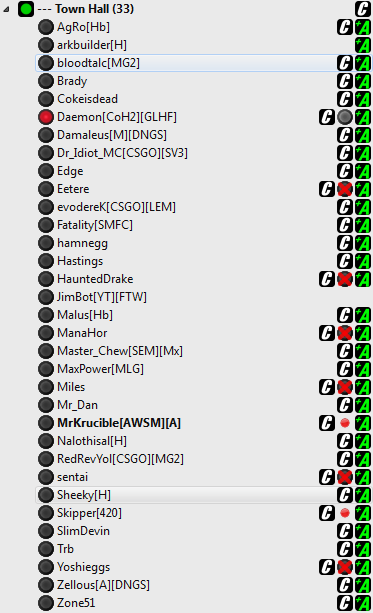 --- Town Hall (33)
AgRo[Hb]
arkbuilder[H]
bloodtalc[MG2]
Brady
Cokeisdead
Daemon[CoH2][GLHF]
Damaleus[M][DNGS]
Dr_Idiot_MC[CSGO][SV3]
Edge
Eetere
evodereK[CSGO][LEM]
Fatality[SMFC]
hamnegg
Hastings
HauntedDrake
JimBot[YT][FTW]
Malus[Hb]
ManaHor
Master_Chew[SEM][Mx]
MaxPower[MLG]
Miles
Mr_Dan
MrKrucible[AWSM][A]
Nalothisal[H]
RedRevYol[CSGO][MG2]
sentai
Sheeky[H]
Skipper[420]
SlimDevin
Trb
Yoshieggs
Zellous[A][DNGS]
Zone51